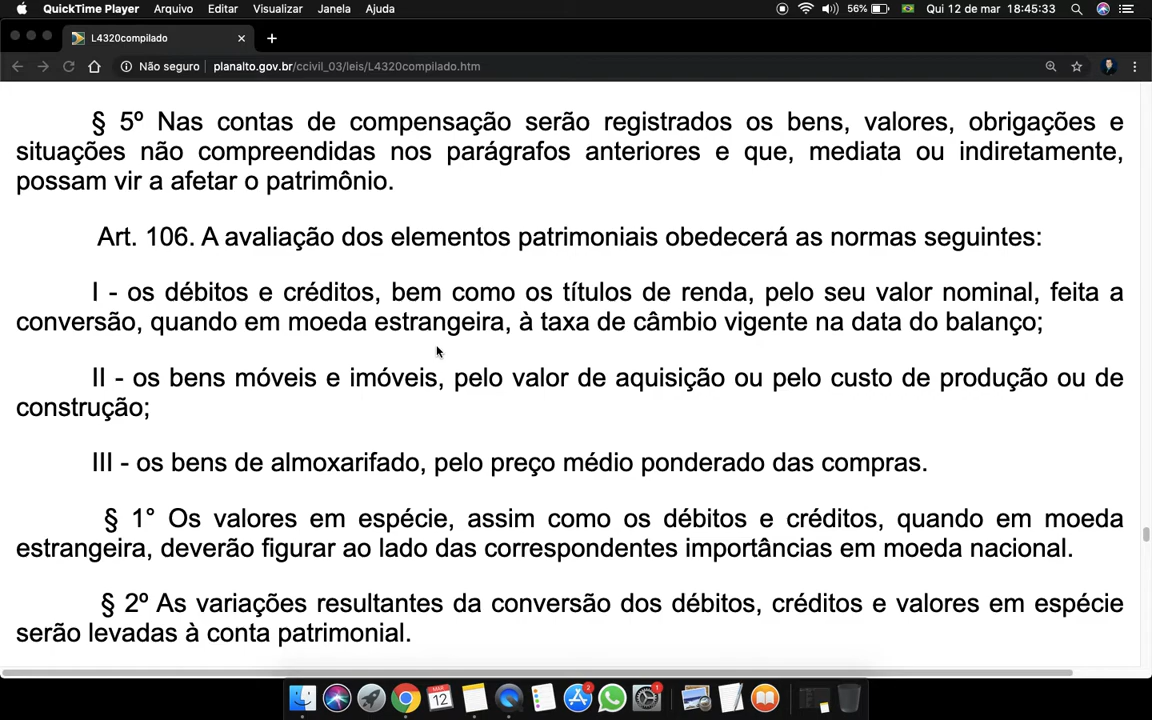 QuickTime Player Arquivo Editar Visualizar Janela Ajuda 56% Qui 12 de mar 18:45:33
L4320compilado
Não seguro planalto.gov.br/ccivil_03/leis/L4320compilado.htm
§ 5º Nas contas de compensação serão registrados os bens, valores, obrigações e
situações não compreendidas nos parágrafos anteriores e que, mediata ou indiretamente,
possam vir a afetar o patrimônio.
Art. 106. A avaliação dos elementos patrimoniais obedecerá as normas seguintes:
I - os débitos e créditos, bem como os títulos de renda, pelo seu valor nominal, feita a
conversão, quando em moeda estrangeira, à taxa de câmbio vigente na data do balanço;
II - os bens móveis e imóveis, pelo valor de aquisição ou pelo custo de produção ou de
construção;
III - os bens de almoxarifado, pelo preço médio ponderado das compras.
§ 1° Os valores em espécie, assim como os débitos e créditos, quando em moeda
estrangeira, deverão figurar ao lado das correspondentes importâncias em moeda nacional.
§ 2º As variações resultantes da conversão dos débitos, créditos e valores em espécie
serão levadas à conta patrimonial.
MAR 12 2 1